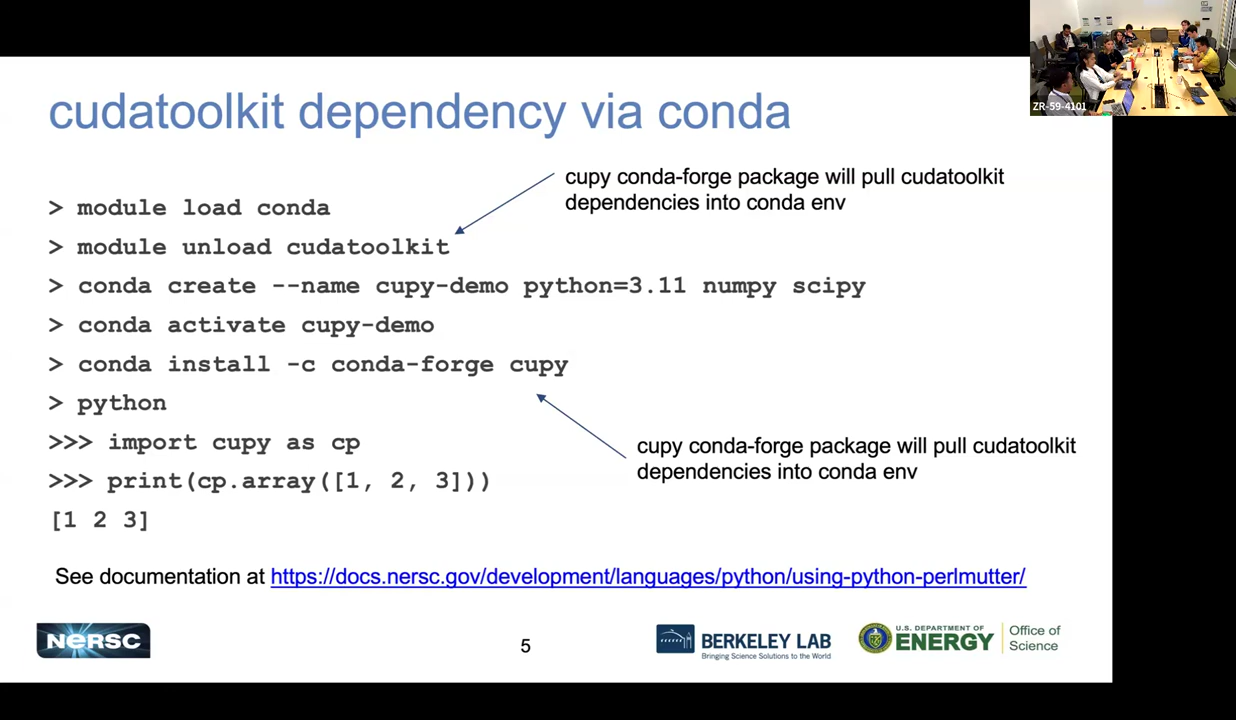 ZR-59-4101
cudatoolkit dependency via conda
cupy conda-forge package will pull cudatoolkit
dependencies into conda env
> module load conda
> module unload cudatoolkit
> conda create --name cupy-demo python=3.11 numpy scipy
> conda activate cupy-demo
> conda install -c conda-forge cupy
> python
>>> import cupy as cp
cupy conda-forge package will pull cudatoolkit
dependencies into conda env
>>> print(cp.array([1, 2, 3]))
[1 2 3]
See documentation at https://docs.nersc.gov/development/languages/python/using-python-perlmutter/
NERSC
5
BERKELEY LAB
Bringing Science Solutions to the World
U.S. DEPARTMENT OF
ENERGY
Office of
Science